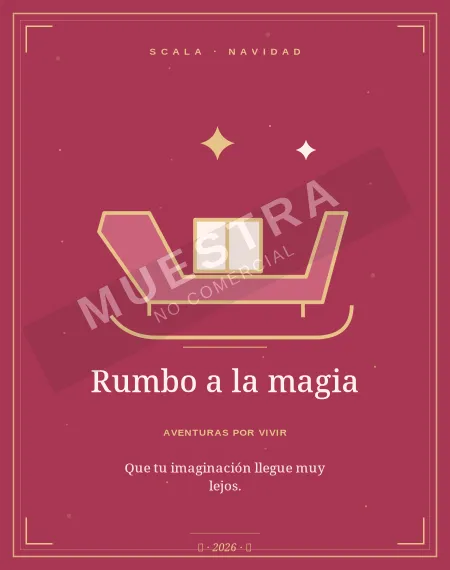 SCALA · NAVIDAD
MUESTRA
NO COMERCIAL
Rumbo a la magia
AVENTURAS POR VIVIR
Que tu imaginación llegue muy
lejos.
· 2026 ·